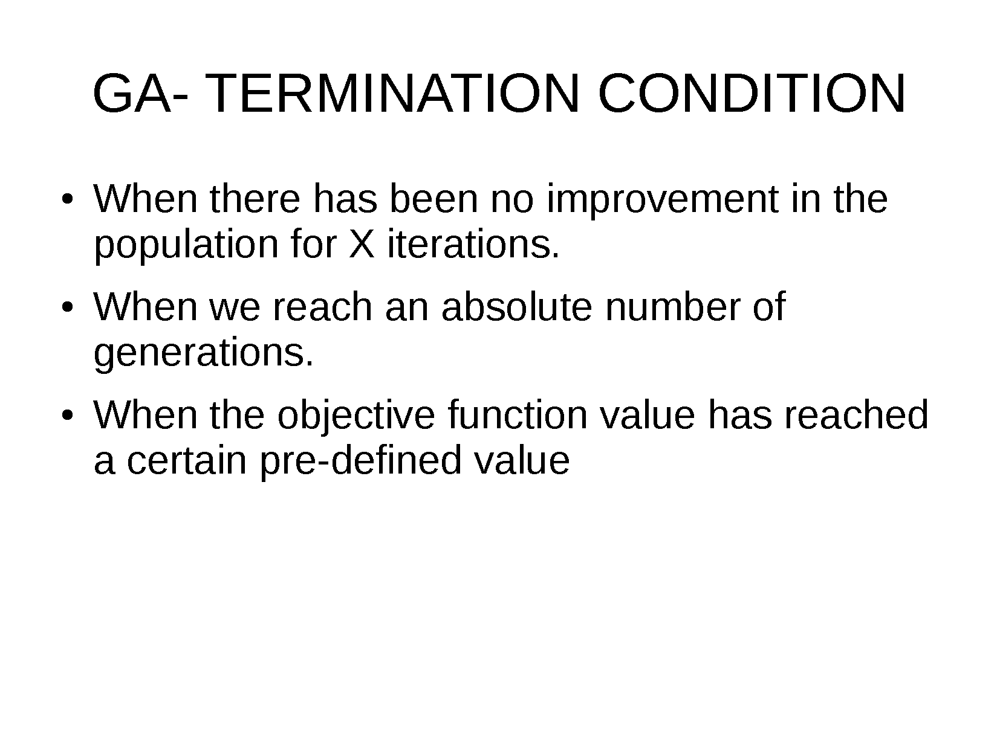 GA- TERMINATION CONDITION
• When there has been no improvement in the
population for X iterations.
• When we reach an absolute number of
generations.
• When the objective function value has reached
a certain pre-defined value